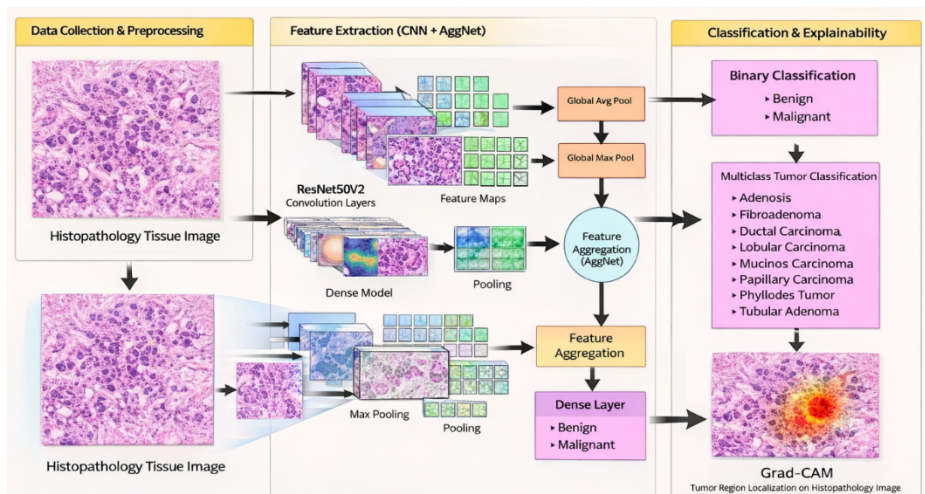 Data Collection & Preprocessing
Histopathology Tissue Image
Histopathology Tissue Image
Feature Extraction (CNN + AggNet)
ResNet50V2
Convolution Layers
Feature Maps
Global Avg Pool
Global Max Pool
Dense Model
Pooling
Feature
Aggregation
(AggNet)
Max Pooling
Pooling
Feature
Aggregation
Dense Layer
▸ Benign
▸ Malignant
Classification & Explainability
Binary Classification
▸ Benign
▸ Malignant
Multiclass Tumor Classification
▸ Adenosis
▸ Fibroadenoma
▸ Ductal Carcinoma,
▸ Lobular Carcinoma
▸ Mucinos Carcinoma
▸ Papillary Carcinoma
▸ Phyllodes Tumor
▸ Tubular Adenoma
Grad-CAM
Tumor Region Localization on Histopathology Image